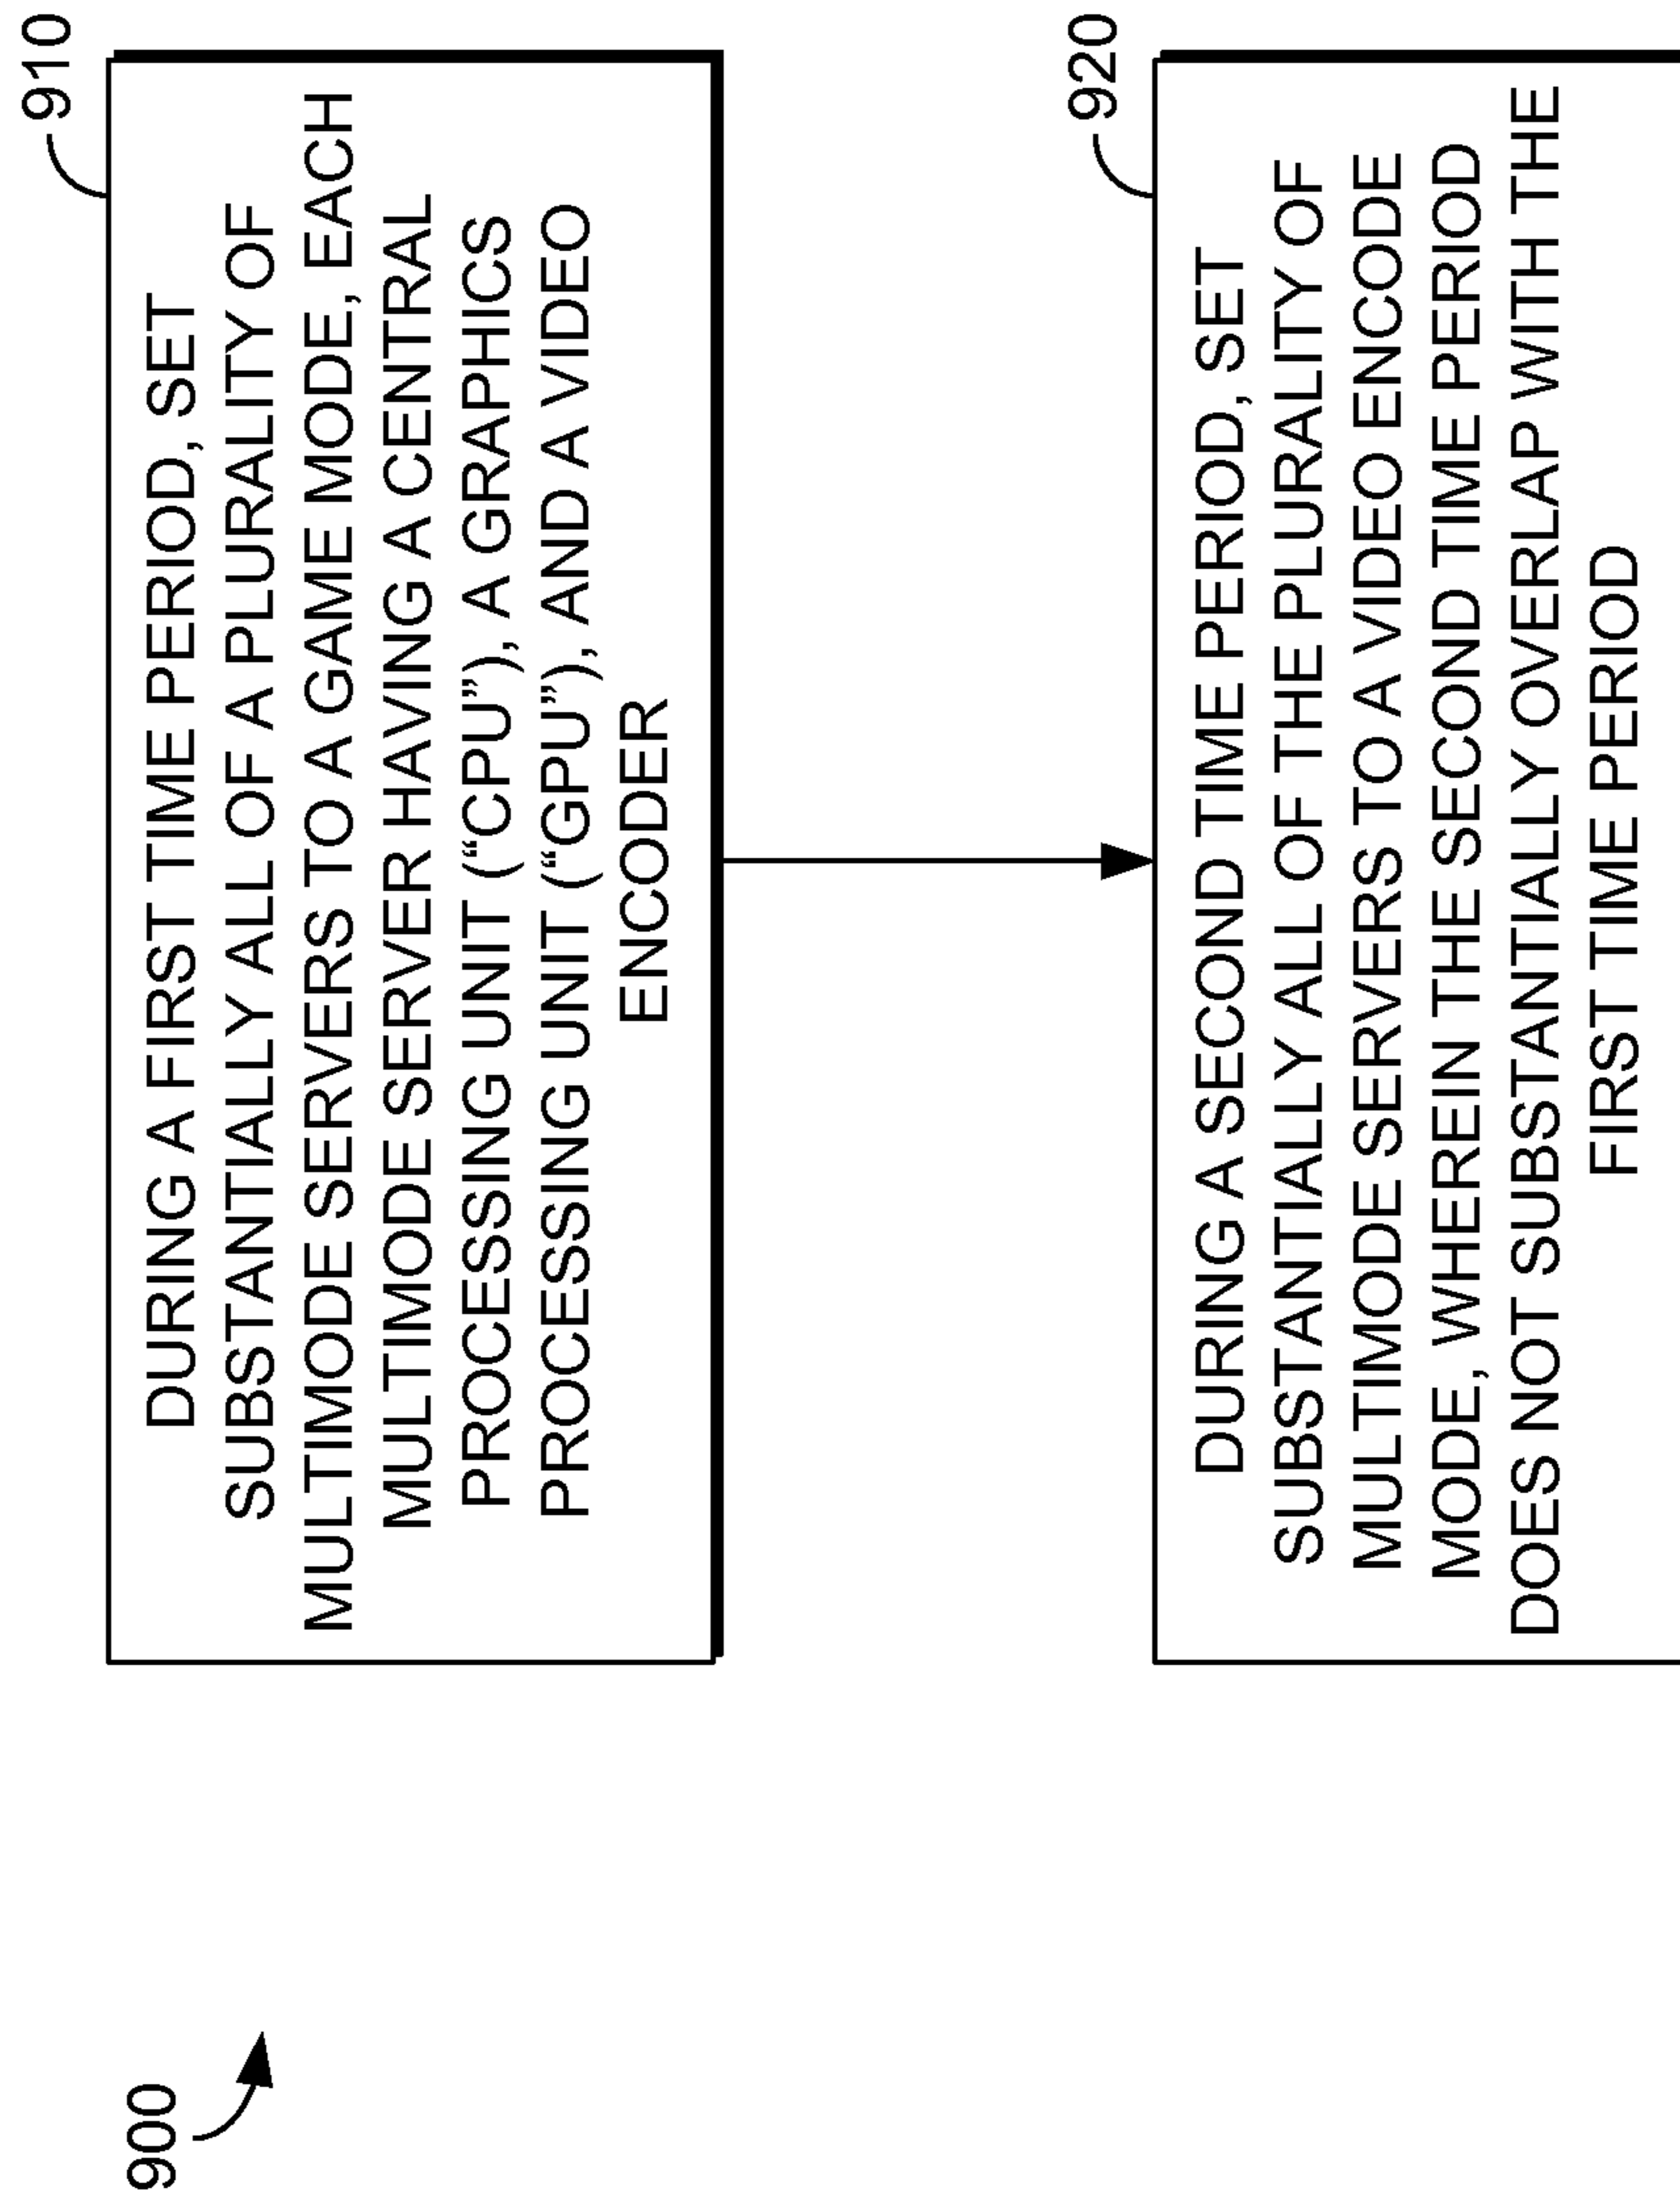 900
910
DURING A FIRST TIME PERIOD, SET
SUBSTANTIALLY ALL OF A PLURALITY OF
MULTIMODE SERVERS TO A GAME MODE, EACH
MULTIMODE SERVER HAVING A CENTRAL
PROCESSING UNIT (“CPU”), A GRAPHICS
PROCESSING UNIT (“GPU”), AND A VIDEO
ENCODER
920
DURING A SECOND TIME PERIOD, SET
SUBSTANTIALLY ALL OF THE PLURALITY OF
MULTIMODE SERVERS TO A VIDEO ENCODE
MODE, WHEREIN THE SECOND TIME PERIOD
DOES NOT SUBSTANTIALLY OVERLAP WITH THE
FIRST TIME PERIOD